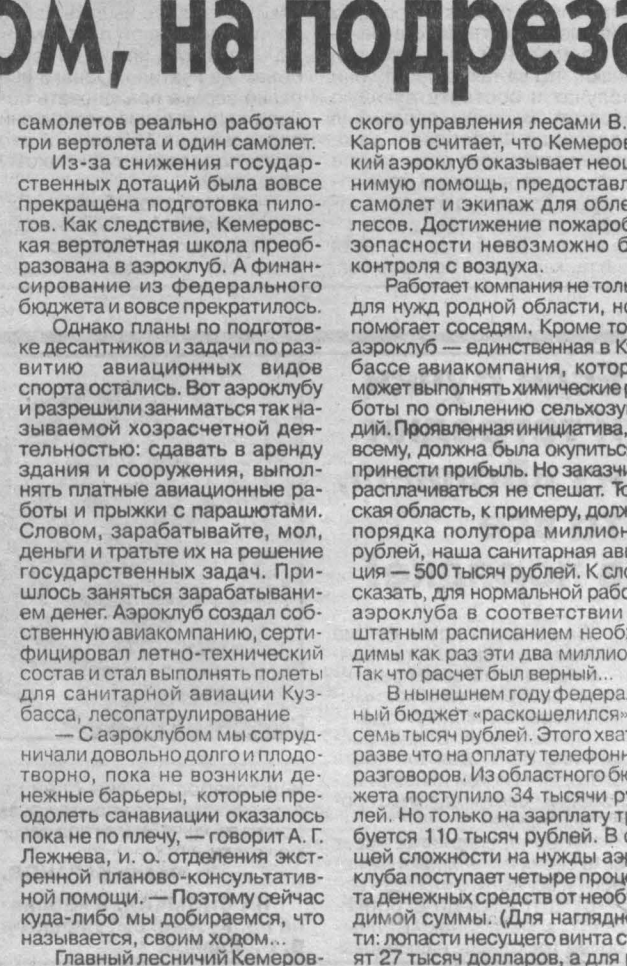 ом, на подреза
самолетов реально работают
три вертолета и один самолет.
Из-за снижения государ-
ственных дотаций была вовсе
прекращена подготовка пило-
тов. Как следствие, Кемеровс-
кая вертолетная школа преоб-
разована в аэроклуб. А финан-
сирование из федерального
бюджета и вовсе прекратилось.
Однако планы по подготов-
ке десантников и задачи по раз-
витию авиационных видов
спорта остались. Вот аэроклубу
и разрешили заниматься так на-
зываемой хозрасчетной дея-
тельностью: сдавать в аренду
здания и сооружения, выпол-
нять платные авиационные ра-
боты и прыжки с парашютами.
Словом, зарабатывайте, мол,
деньги и тратьте их на решение
государственных задач. При-
шлось заняться зарабатывани-
ем денег. Аэроклуб создал соб-
ственную авиакомпанию, серти-
фицировал летно-технический
состав и стал выполнять полеты
для санитарной авиации Куз-
басса, лесопатрулирование
— С аэроклубом мы сотруд-
ничали довольно долго и плодо-
творно, пока не возникли де-
нежные барьеры, которые пре-
одолеть санавиации оказалось
пока не по плечу, — говорит А. Г.
Лежнева, и. о. отделения экст-
ренной планово-консультатив-
ной помощи. — Поэтому сейчас
куда-либо мы добираемся, что
называется, своим ходом...
Главный лесничий Кемеров-
ского управления лесами В.
Карпов считает, что Кемеров
кий аэроклуб оказывает неоц
нимую помощь, предоставл
самолет и экипаж для обле
лесов. Достижение пожароб
зопасности невозможно б
контроля с воздуха.
Работает компания не толь
для нужд родной области, но
помогает соседям. Кроме то
аэроклуб — единственная в К
бассе авиакомпания, котор
может выполнять химические р
боты по опылению сельхозу
дий. Проявленная инициатива,
всему, должна была окупитьс
принести прибыль. Но заказчи
расплачиваться не спешат. То
ская область, к примеру, долж
порядка полутора миллион
рублей, наша санитарная ави
ция — 500 тысяч рублей. К сло
сказать, для нормальной рабо
аэроклуба в соответствии
штатным расписанием необх
димы как раз эти два миллио
Так что расчет был верный...
В нынешнем году федера
ный бюджет «раскошелился»
семь тысяч рублей. Этого хват
разве что на оплату телефонн
разговоров. Из областного бю
жета поступило 34 тысячи ру
лей. Но только на зарплату тр
буется 110 тысяч рублей. В о
щей сложности на нужды аэр
клуба поступает четыре проце
та денежных средств от необх
димой суммы. (Для наглядно
ти: лопасти несущего винта с
ят 27 тысяч долларов, а для